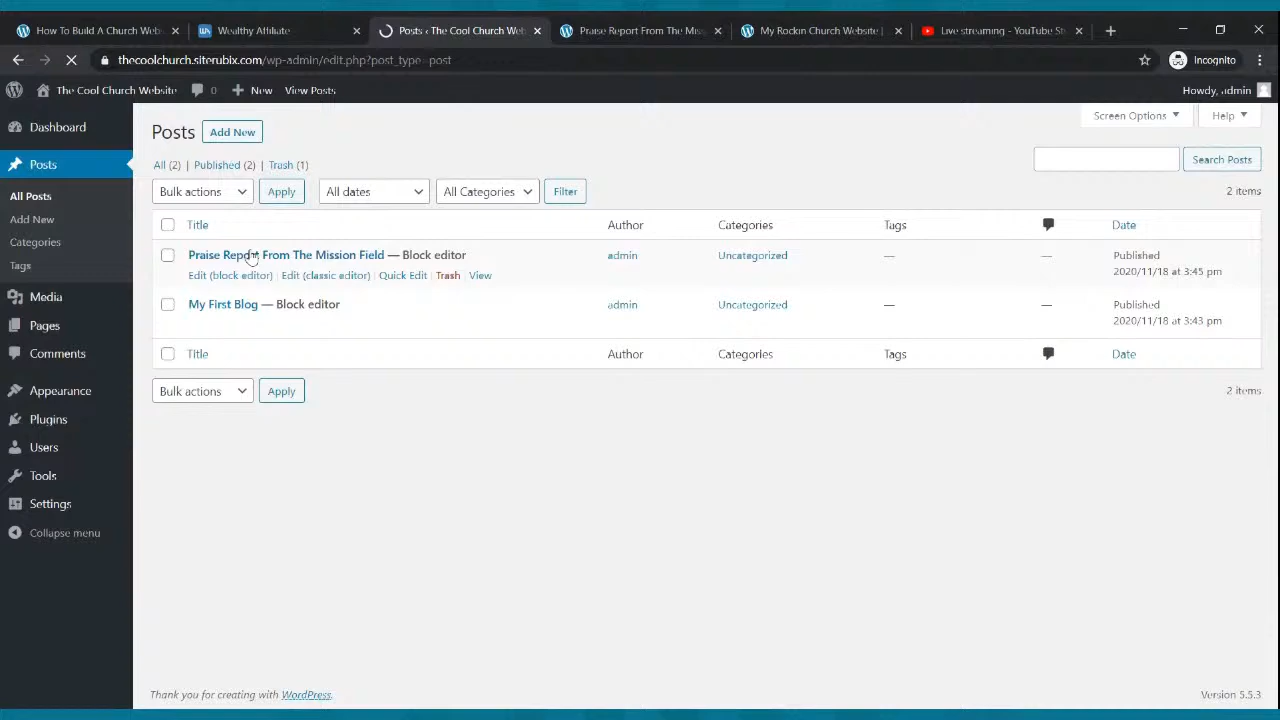 How To Build A Church Web
Wealthy Affiliate
Posts ‹ The Cool Church Web
Praise Report From The Miss
My Rockin Church Website |
Live streaming - YouTube St
thecoolchurch.siterubix.com/wp-admin/edit.php?post_type=post
Incognito
The Cool Church Website
0
New
View Posts
Howdy, admin
Dashboard
Posts
All Posts
Add New
Categories
Tags
Media
Pages
Comments
Appearance
Plugins
Users
Tools
Settings
Collapse menu
Posts
Add New
Screen Options
Help
All (2) | Published (2) | Trash (1)
Search Posts
Bulk actions
Apply
All dates
All Categories
Filter
2 items
Title
Author
Categories
Tags
Date
Praise Report From The Mission Field — Block editor
admin
Uncategorized
—
—
Published
2020/11/18 at 3:45 pm
Edit (block editor) | Edit (classic editor) | Quick Edit | Trash | View
My First Blog — Block editor
admin
Uncategorized
—
—
Published
2020/11/18 at 3:43 pm
Title
Author
Categories
Tags
Date
Bulk actions
Apply
2 items
Thank you for creating with WordPress.
Version 5.5.3